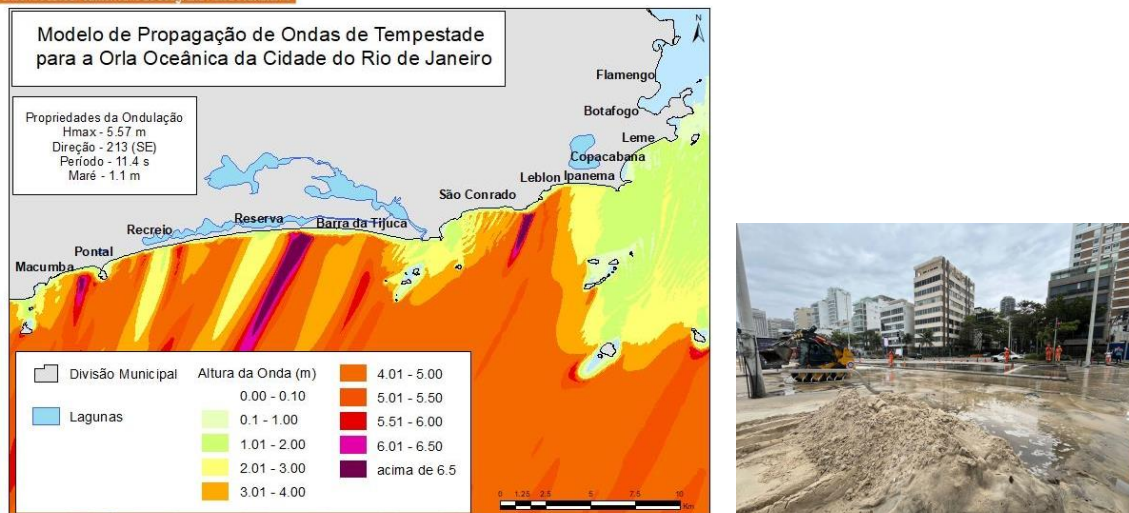 Modelo de Propagação de Ondas de Tempestade
para a Orla Oceânica da Cidade do Rio de Janeiro
N
Propriedades da Ondulação
Hmax - 5.57 m
Direção - 213 (SE)
Período - 11.4 s
Maré - 1.1 m
Flamengo
Botafogo
Leme
Copacabana
Leblon Ipanema
São Conrado
Barra da Tijuca
Reserva
Recreio
Pontal
Macumba
Divisão Municipal
Lagunas
Altura da Onda (m)
0.00 - 0.10
0.1 - 1.00
1.01 - 2.00
2.01 - 3.00
3.01 - 4.00
4.01 - 5.00
5.01 - 5.50
5.51 - 6.00
6.01 - 6.50
acima de 6.5
0 1.25 2.5 5 7.5 10
Km